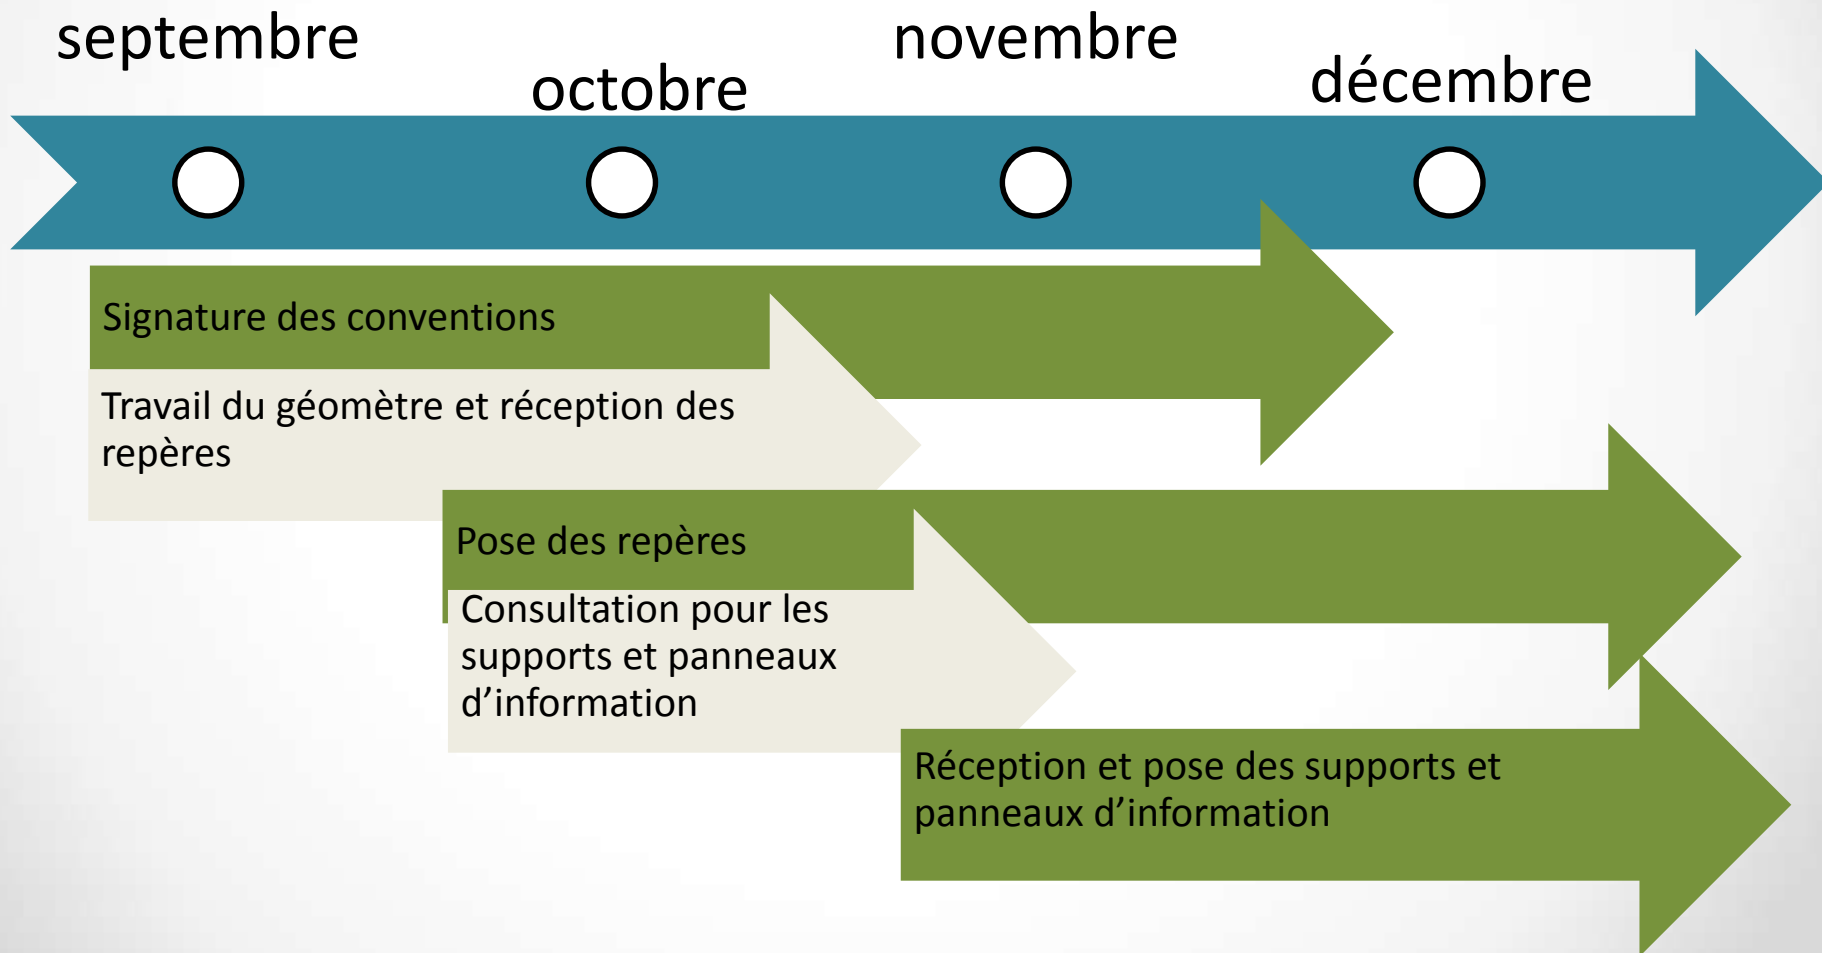 septembre
octobre
novembre
décembre
Signature des conventions
Travail du géomètre et réception des
repères
Pose des repères
Consultation pour les
supports et panneaux
d’information
Réception et pose des supports et
panneaux d’information